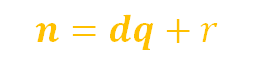 n = dq + r